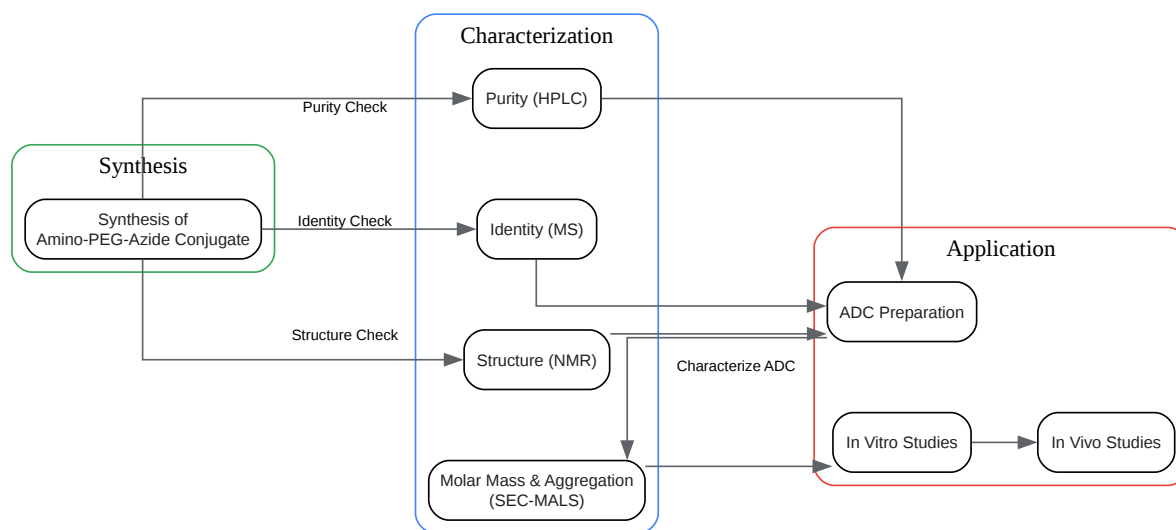 Characterization
Purity (HPLC)
Purity Check
Synthesis
Synthesis of
Amino-PEG-Azide Conjugate
Identity Check
Identity (MS)
Application
ADC Preparation
Structure Check
Structure (NMR)
Characterize ADC
In Vitro Studies
In Vivo Studies
Molar Mass & Aggregation
(SEC-MALS)